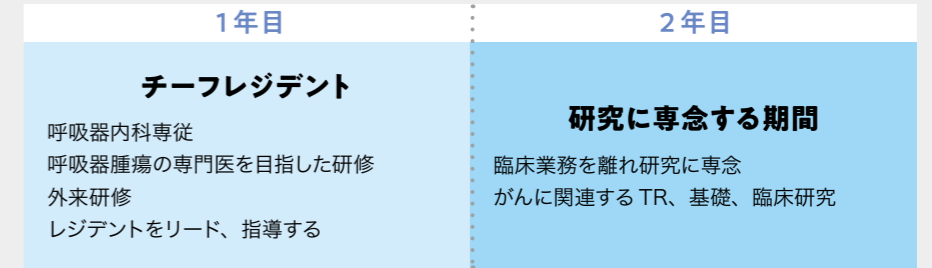 1年目
チーフレジデント
呼吸器内科専従
呼吸器腫瘍の専門医を目指した研修
外来研修
レジデントをリード、指導する
2年目
研究に専念する期間
臨床業務を離れ研究に専念
がんに関連するTR、基礎、臨床研究